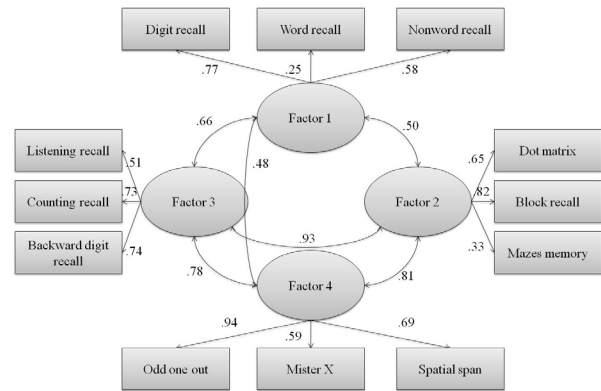 Digit recall
Word recall
Nonword recall
.77
.25
.58
Factor 1
.66
.50
.48
Listening recall
Counting recall
Backward digit
recall
.51
.73
.74
Factor 3
Factor 2
.65
.82
.33
Dot matrix
Block recall
Mazes memory
.93
.78
.81
Factor 4
.94
.59
.69
Odd one out
Mister X
Spatial span